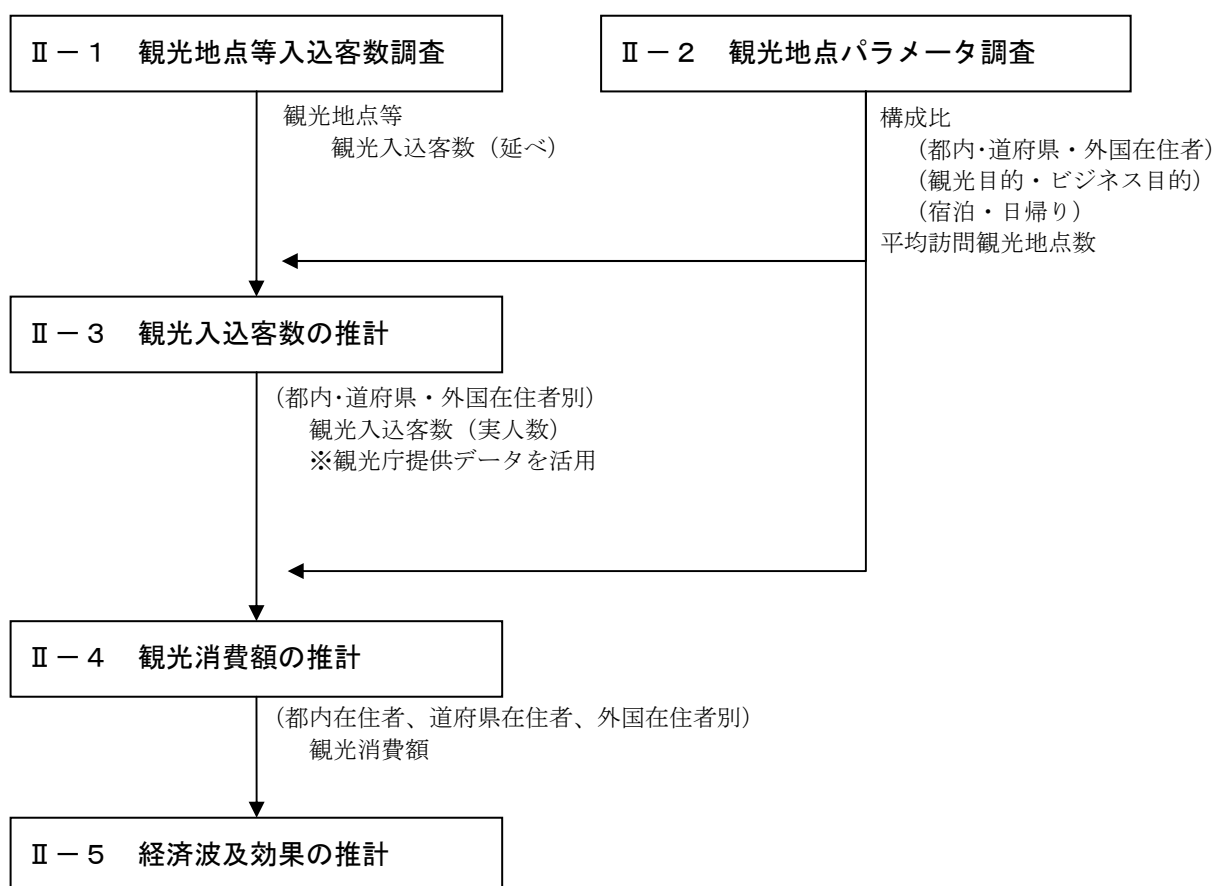 Ⅱ－１　観光地点等入込客数調査
Ⅱ－２　観光地点パラメータ調査
観光地点等
観光入込客数（延べ）
構成比
（都内･道府県・外国在住者）
（観光目的・ビジネス目的）
（宿泊・日帰り）
平均訪問観光地点数
Ⅱ－３　観光入込客数の推計
（都内･道府県・外国在住者別）
観光入込客数（実人数）
※観光庁提供データを活用
Ⅱ－４　観光消費額の推計
（都内在住者、道府県在住者、外国在住者別）
観光消費額
Ⅱ－５　経済波及効果の推計